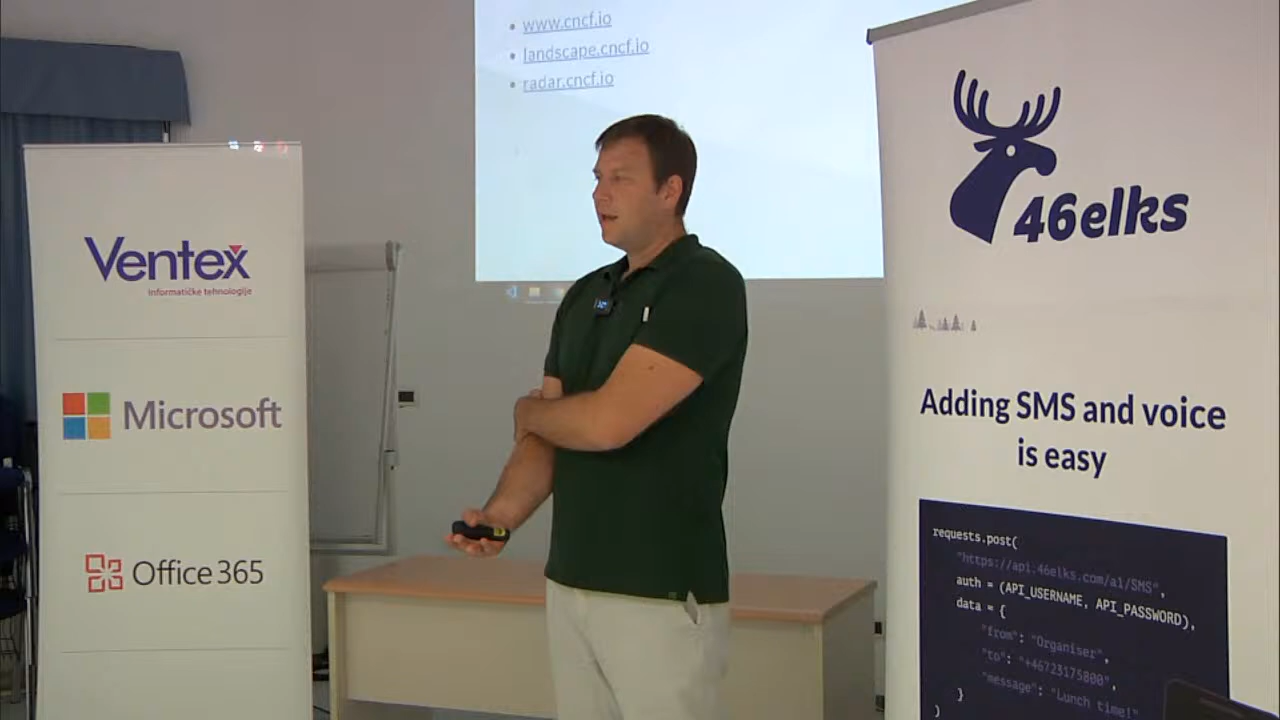 www.cncf.io
landscape.cncf.io
radar.cncf.io
Ventex
informatičke tehnologije
Microsoft
Office 365
46elks
Adding SMS and voice
is easy
requests.post(
"https://api.46elks.com/a1/SMS",
auth = (API_USERNAME, API_PASSWORD),
data = {
"from": "Organiser",
"to": "+46723175800",
"message": "Lunch time!"
}
)